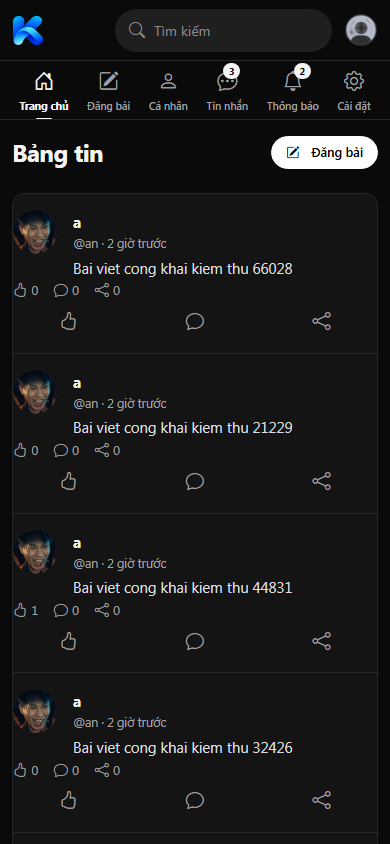 Tìm kiếm
3 2
Trang chủ Đăng bài Cá nhân Tin nhắn Thông báo Cài đặt
Bảng tin Đăng bài
a
@an · 2 giờ trước
Bai viet cong khai kiem thu 66028
0 0 0
a
@an · 2 giờ trước
Bai viet cong khai kiem thu 21229
0 0 0
a
@an · 2 giờ trước
Bai viet cong khai kiem thu 44831
1 0 0
a
@an · 2 giờ trước
Bai viet cong khai kiem thu 32426
0 0 0